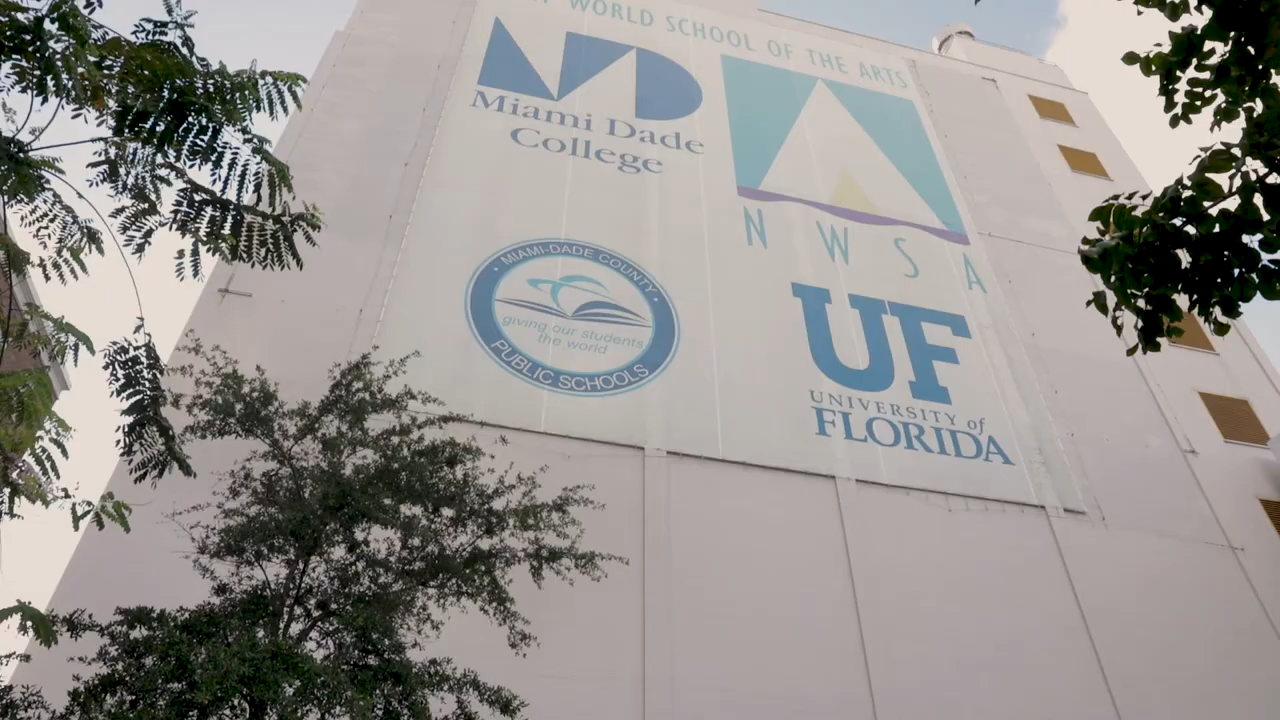 WORLD SCHOOL OF THE ARTS
Miami Dade
College
NWSA
MIAMI-DADE COUNTY
giving our students
the world
PUBLIC SCHOOLS
UF
UNIVERSITY of
FLORIDA